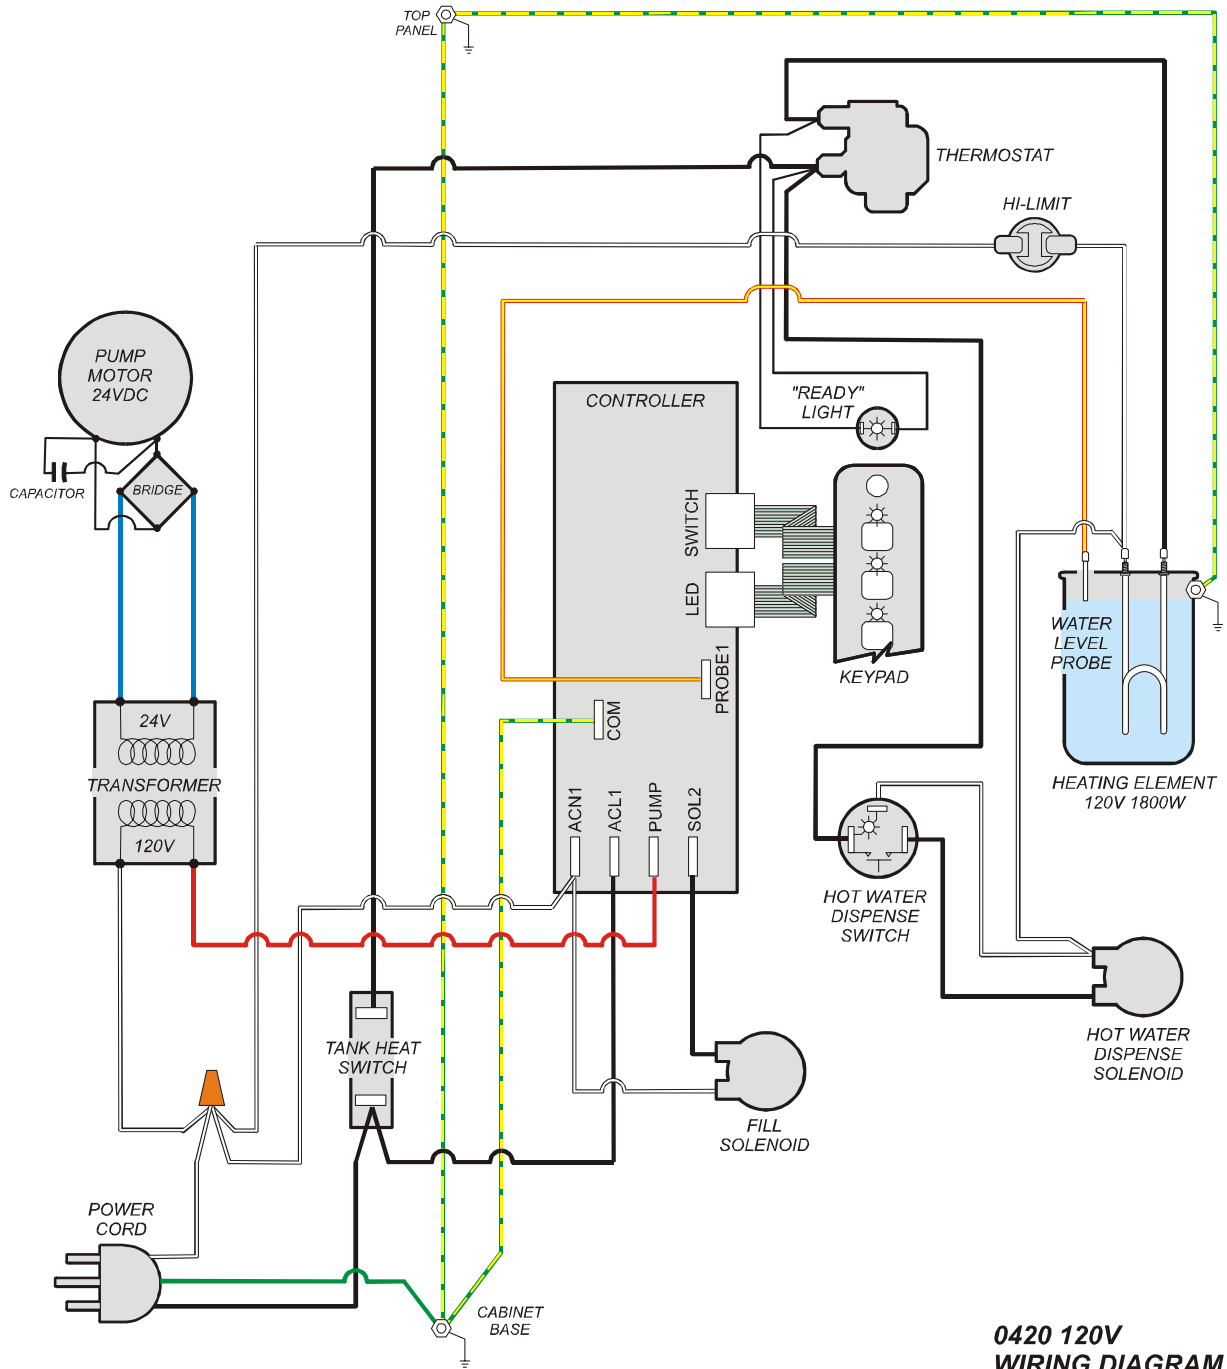 TOP
PANEL
THERMOSTAT
HI-LIMIT
PUMP
MOTOR
24VDC
CAPACITOR
BRIDGE
CONTROLLER
"READY"
LIGHT
SWITCH
LED
PROBE1
COM
KEYPAD
WATER
LEVEL
PROBE
24V
TRANSFORMER
120V
ACN1
ACL1
PUMP
SOL2
HEATING ELEMENT
120V 1800W
HOT WATER
DISPENSE
SWITCH
TANK HEAT
SWITCH
HOT WATER
DISPENSE
SOLENOID
FILL
SOLENOID
POWER
CORD
CABINET
BASE
0420 120V
WIRING DIAGRAM